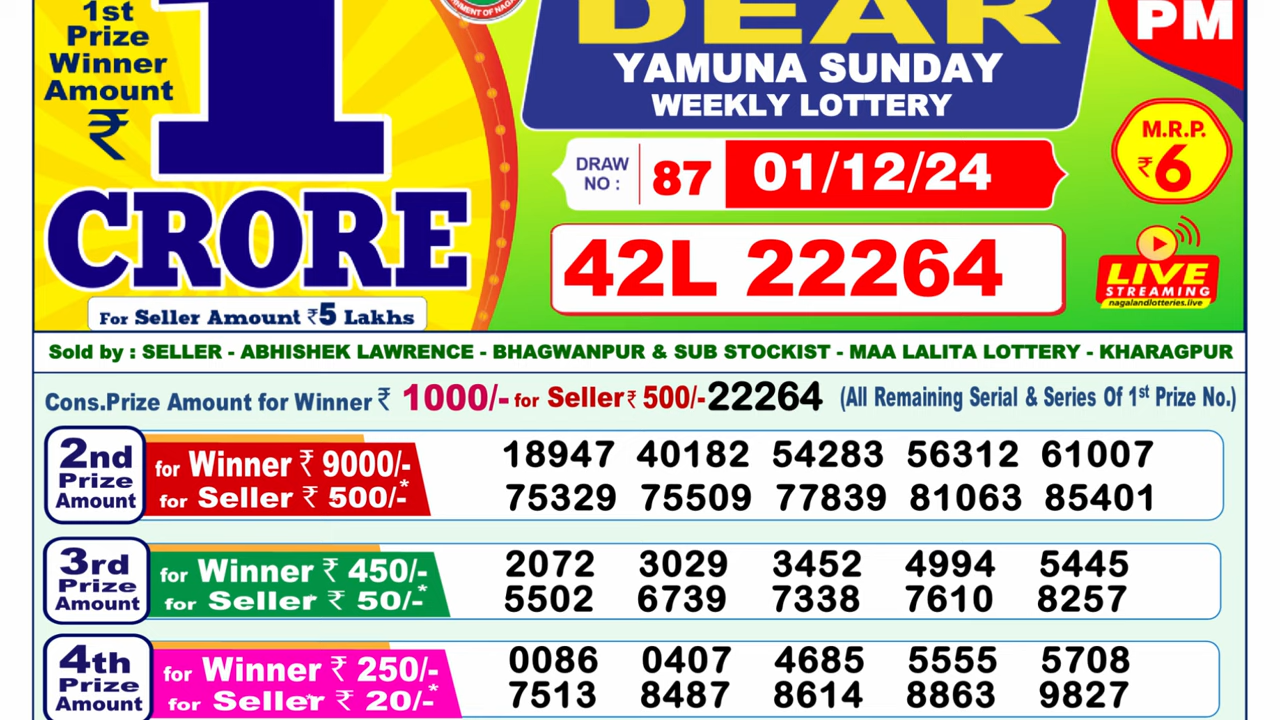 1st
Prize
Winner
Amount
₹
1
CRORE
For Seller Amount ₹5 Lakhs
DEAR
YAMUNA SUNDAY
WEEKLY LOTTERY
PM
DRAW
NO :
87
01/12/24
M.R.P.
₹6
42L 22264
LIVE
STREAMING
nagalandlotteries.live
Sold by : SELLER - ABHISHEK LAWRENCE - BHAGWANPUR & SUB STOCKIST - MAA LALITA LOTTERY - KHARAGPUR
Cons.Prize Amount for Winner ₹ 1000/- for Seller ₹ 500/- 22264 (All Remaining Serial & Series Of 1st Prize No.)
2nd
Prize
Amount
for Winner ₹ 9000/-
for Seller ₹ 500/-*
18947 40182 54283 56312 61007
75329 75509 77839 81063 85401
3rd
Prize
Amount
for Winner ₹ 450/-
for Seller ₹ 50/-*
2072 3029 3452 4994 5445
5502 6739 7338 7610 8257
4th
Prize
Amount
for Winner ₹ 250/-
for Seller ₹ 20/-*
0086 0407 4685 5555 5708
7513 8487 8614 8863 9827